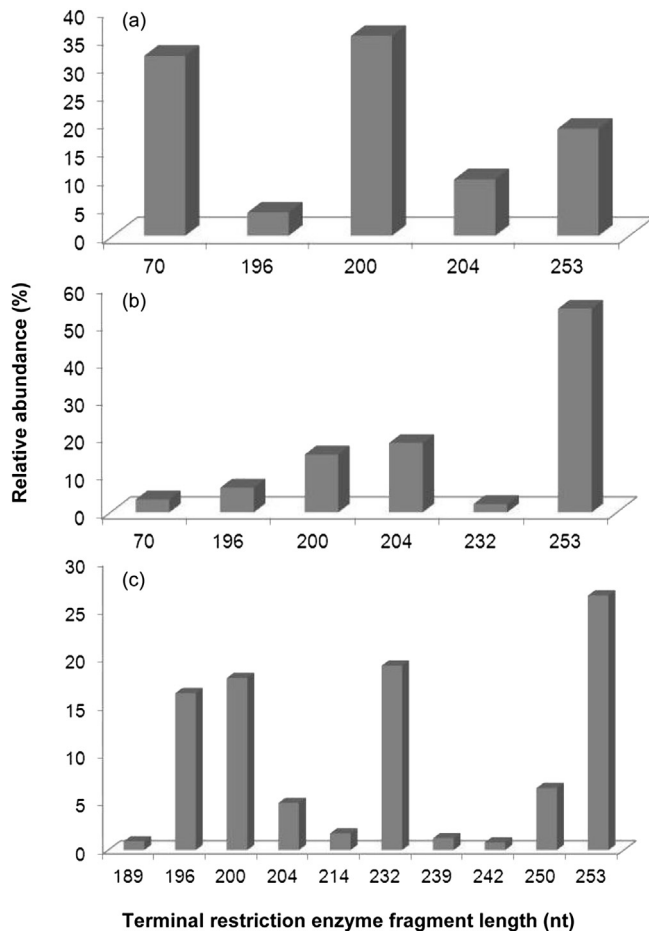 Relative abundance (%)
(a)
40
35
30
25
20
15
10
5
0
70 196 200 204 253
(b)
60
50
40
30
20
10
0
70 196 200 204 232 253
(c)
30
25
20
15
10
5
0
189 196 200 204 214 232 239 242 250 253
Terminal restriction enzyme fragment length (nt)